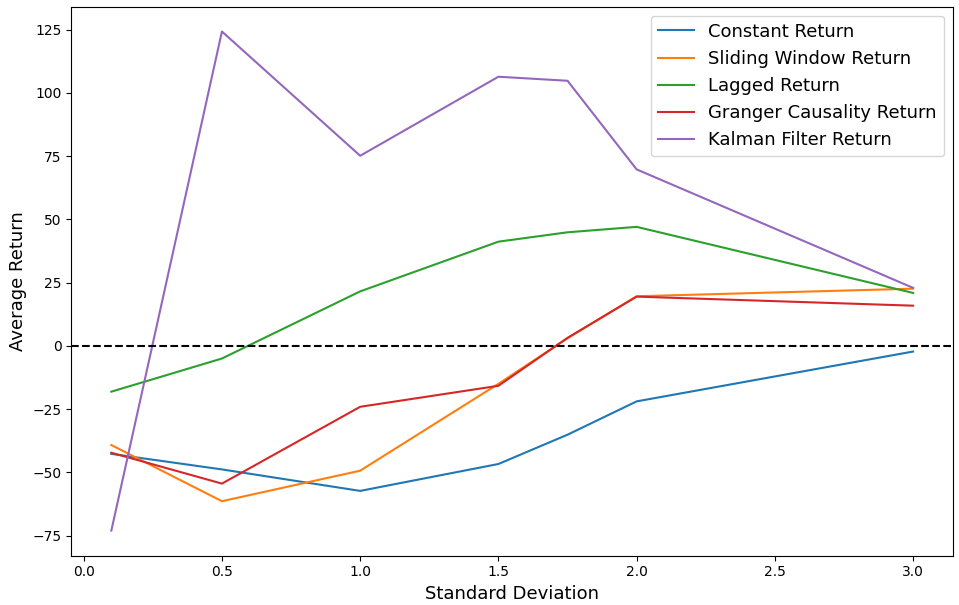 Constant Return
Sliding Window Return
Lagged Return
Granger Causality Return
Kalman Filter Return
125
100
75
50
25
0
−25
−50
−75
Average Return
0.0 0.5 1.0 1.5 2.0 2.5 3.0
Standard Deviation